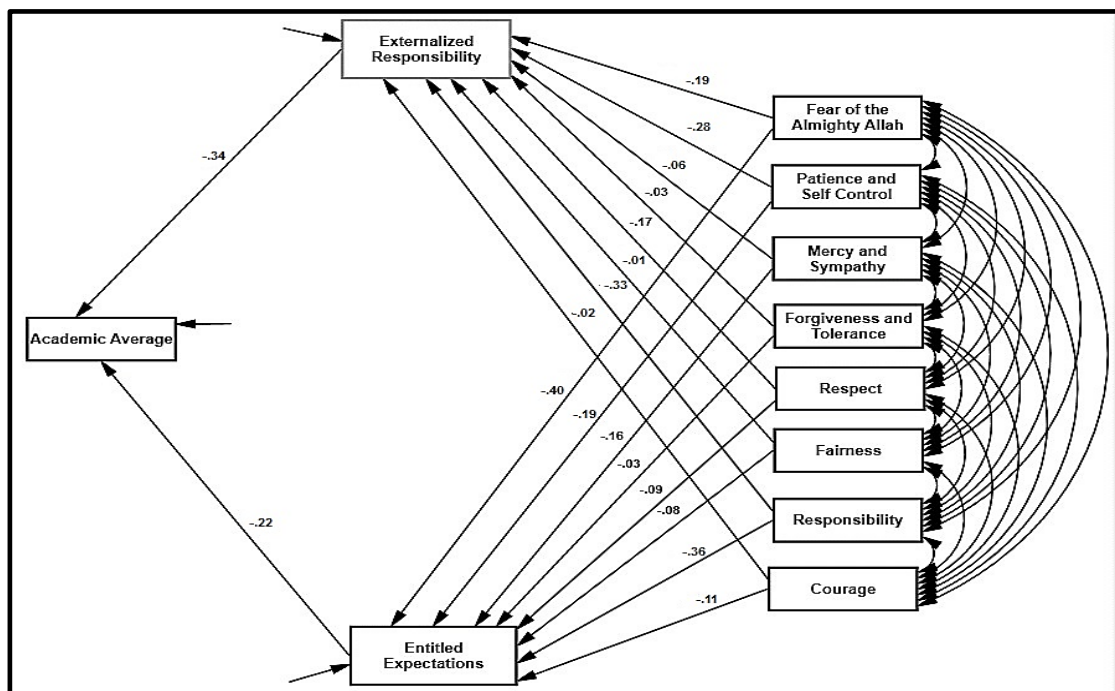 Externalized
Responsibility
-.19
Fear of the
Almighty Allah
-.28
-.34
-.06
Patience and
Self Control
-.03
-.17
Mercy and
Sympathy
-.01
-.33
-.02
Forgiveness and
Tolerance
Academic Average
Respect
-.40
-.19
-.16
Fairness
-.03
-.09
-.08
-.22
Responsibility
-.36
Courage
-.11
Entitled
Expectations